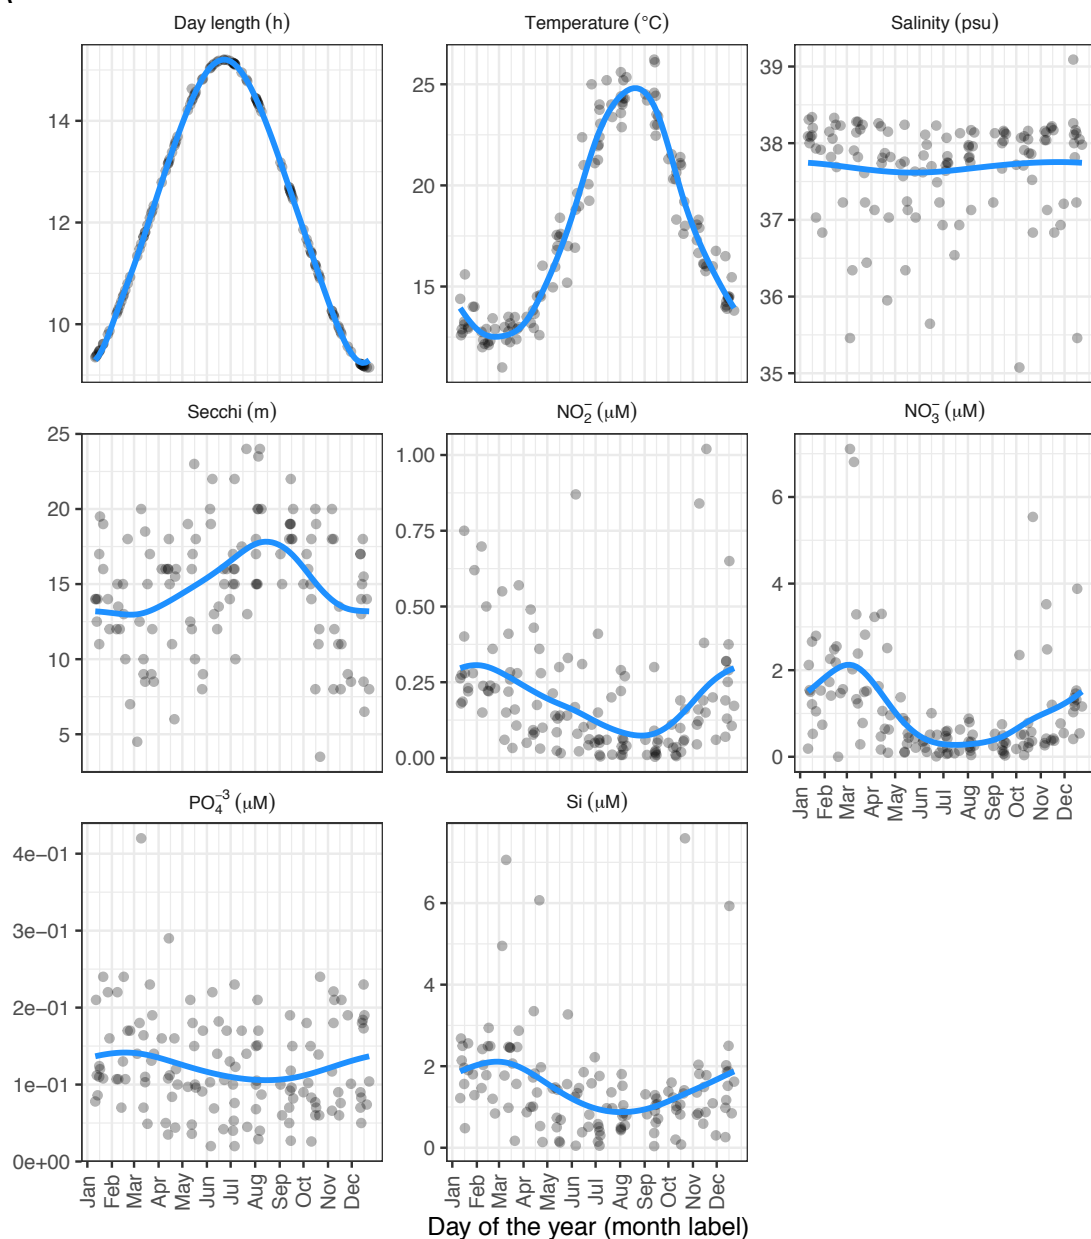 Day length (h) Temperature (°C) Salinity (psu)
14
12
10
25
20
15
39
38
37
36
35
Secchi (m) NO₂⁻ (μM) NO₃⁻ (μM)
25
20
15
10
5
1.00
0.75
0.50
0.25
0.00
6
4
2
0
Jan Feb Mar Apr May Jun Jul Aug Sep Oct Nov Dec
PO₄⁻³ (μM) Si (μM)
4e−01
3e−01
2e−01
1e−01
0e+00
6
4
2
0
Jan Feb Mar Apr May Jun Jul Aug Sep Oct Nov Dec
Jan Feb Mar Apr May Jun Jul Aug Sep Oct Nov Dec
Day of the year (month label)